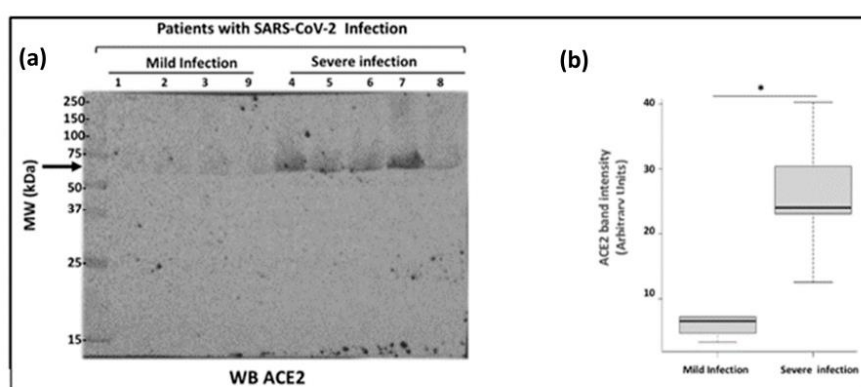 Patients with SARS-CoV-2 Infection
(a)
Mild Infection Severe infection
1 2 3 9 4 5 6 7 8
MW (kDa)
250
150
100
75
50
37
25
15
WB ACE2
(b)
*
ACE2 band intensity
(Arbitrary Units)
40
30
20
10
Mild Infection Severe infection